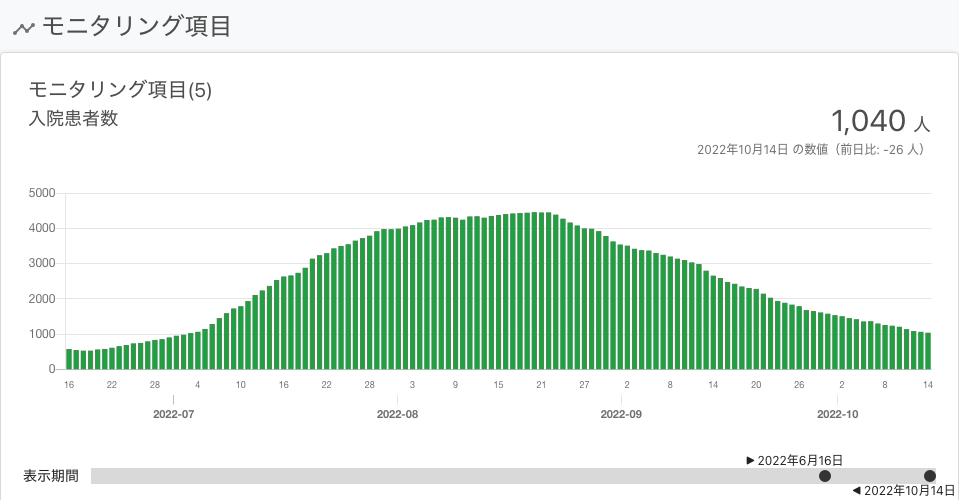 モニタリング項目
モニタリング項目(5)
入院患者数
1,040 人
2022年10月14日 の数値（前日比: -26 人）
5000
4000
3000
2000
1000
0
16 22 28 4 10 16 22 28 3 9 15 21 27 2 8 14 20 26 2 8 14
2022-07 2022-08 2022-09 2022-10
▶ 2022年6月16日
表示期間
◀ 2022年10月14日